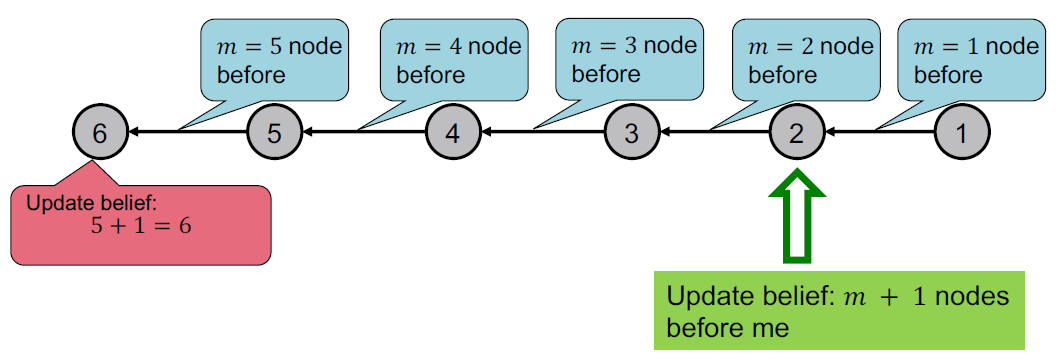 m = 5 node
before
m = 4 node
before
m = 3 node
before
m = 2 node
before
m = 1 node
before
6
5
4
3
2
1
Update belief:
5 + 1 = 6
Update belief: m + 1 nodes
before me